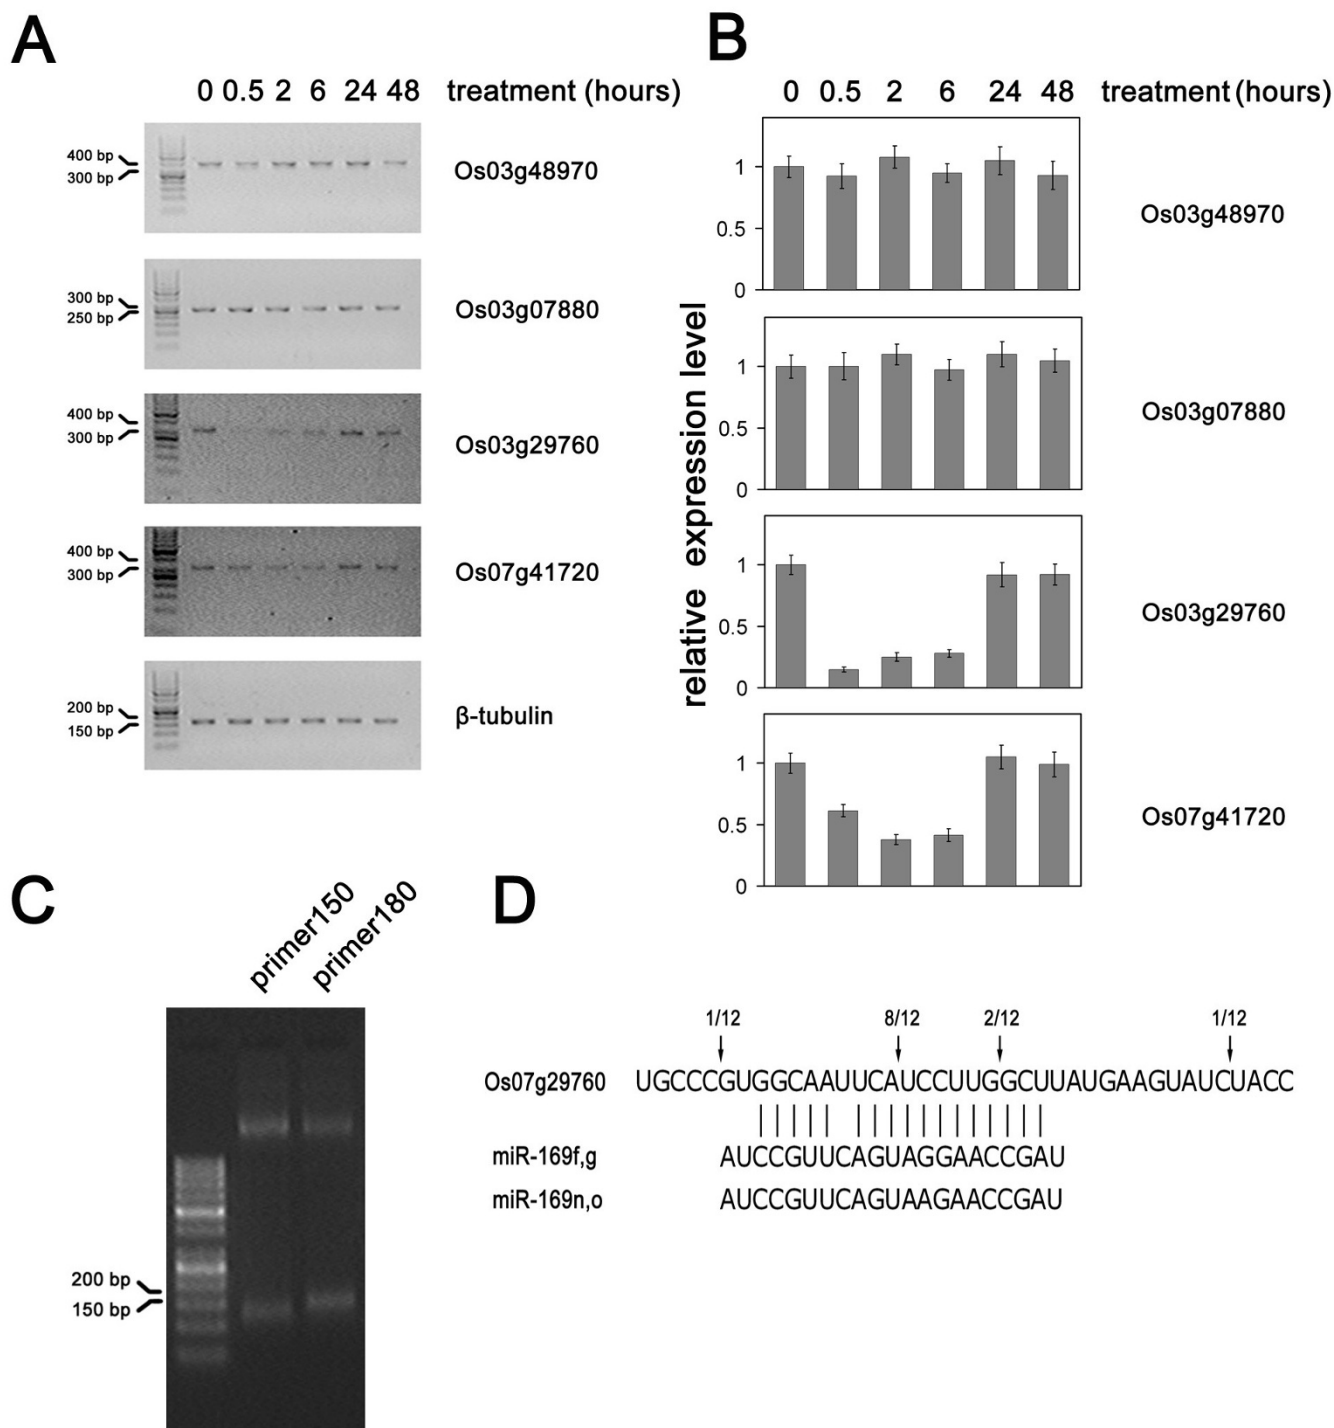 A
0 0.5 2 6 24 48 treatment (hours)
400 bp
300 bp
Os03g48970
300 bp
250 bp
Os03g07880
400 bp
300 bp
Os03g29760
400 bp
300 bp
Os07g41720
200 bp
150 bp
β-tubulin
B
0 0.5 2 6 24 48 treatment (hours)
relative expression level
1
0.5
0
Os03g48970
1
0.5
0
Os03g07880
1
0.5
0
Os03g29760
1
0.5
0
Os07g41720
C
primer150
primer180
200 bp
150 bp
D
1/12 8/12 2/12 1/12
Os07g29760 UGCCCGUGGCAAUUCAUCCUUGGCUUAUGAAGUAUCUACC
miR-169f,g AUCCGUUCAGUAGGAACCGAU
miR-169n,o AUCCGUUCAGUAAGAACCGAU